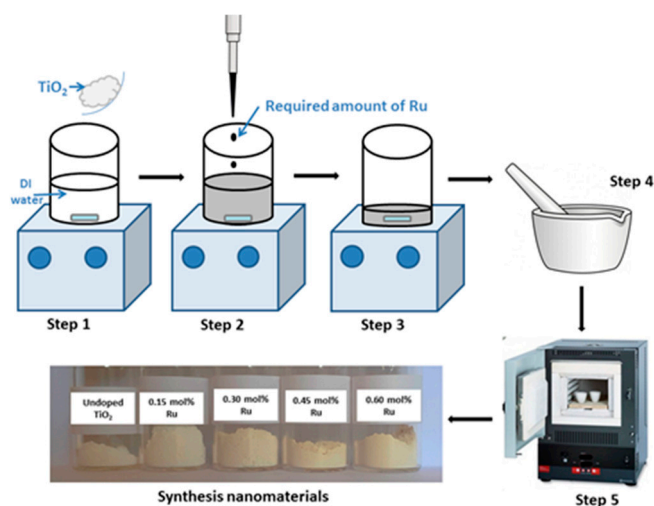 TiO₂
Required amount of Ru
DI
water
Step 1
Step 2
Step 3
Step 4
Step 5
Undoped
TiO₂
0.15 mol%
Ru
0.30 mol%
Ru
0.45 mol%
Ru
0.60 mol%
Ru
Synthesis nanomaterials